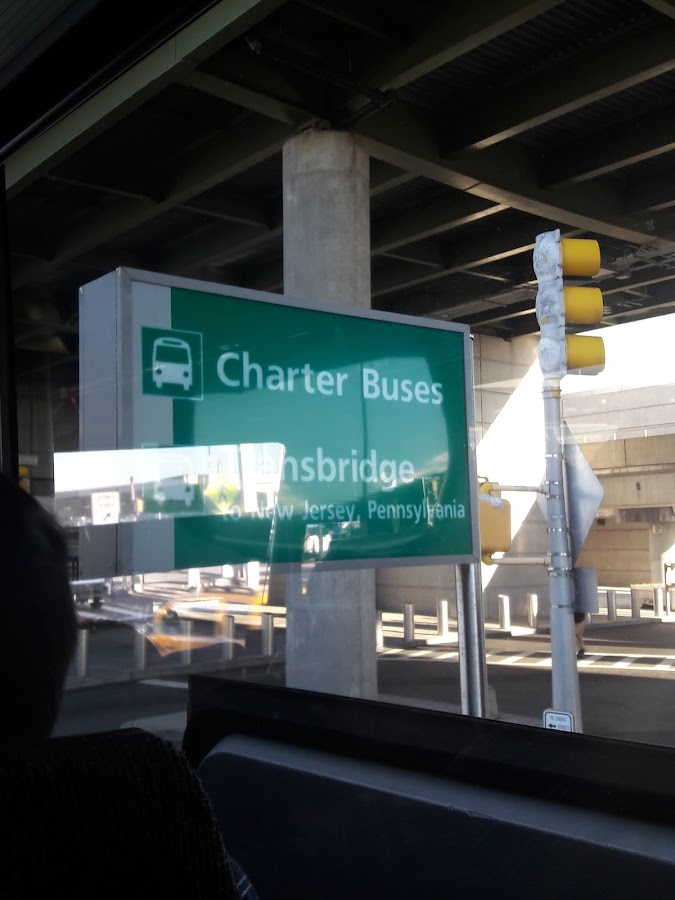 Charter Buses
to New Jersey, Pennsylvania